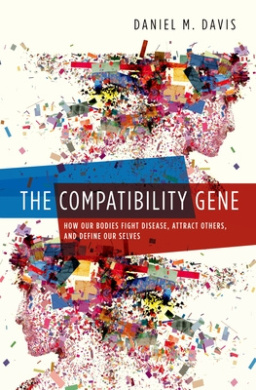 DANIEL M. DAVIS
THE COMPATIBILITY GENE
HOW OUR BODIES FIGHT DISEASE, ATTRACT OTHERS,
AND DEFINE OUR SELVES